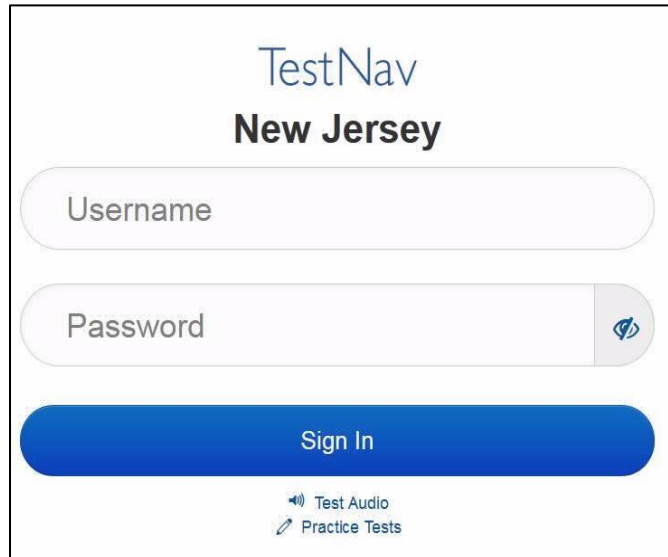 TestNav
New Jersey
Username
Password
Sign In
Test Audio
Practice Tests